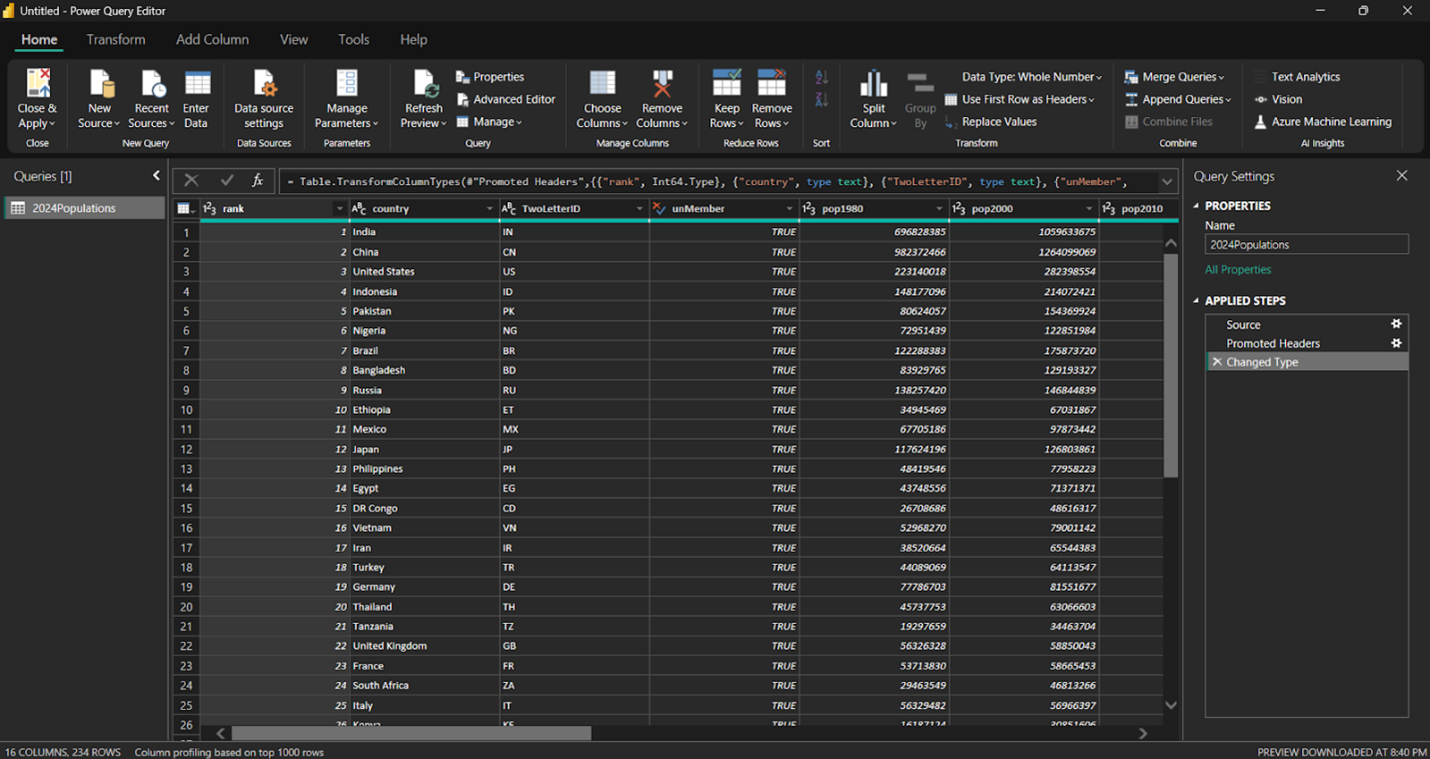 Untitled - Power Query Editor
Home Transform Add Column View Tools Help
Close & Apply
Close
New Source
Recent Sources
Enter Data
New Query
Data source settings
Data Sources
Manage Parameters
Parameters
Refresh Preview
Properties
Advanced Editor
Manage
Query
Choose Columns
Remove Columns
Manage Columns
Keep Rows
Remove Rows
Reduce Rows
Sort
Split Column
Group By
Data Type: Whole Number
Use First Row as Headers
Replace Values
Transform
Merge Queries
Append Queries
Combine Files
Combine
Text Analytics
Vision
Azure Machine Learning
AI Insights
Queries [1]
2024Populations
fx = Table.TransformColumnTypes(#"Promoted Headers",{{"rank", Int64.Type}, {"country", type text}, {"TwoLetterID", type text}, {"unMember",
rank country TwoLetterID unMember pop1980 pop2000 pop2010
1 1 India IN TRUE 696828385 1059633675
2 2 China CN TRUE 982372466 1264099069
3 3 United States US TRUE 223140018 282398554
4 4 Indonesia ID TRUE 148177096 214072421
5 5 Pakistan PK TRUE 80624057 154369924
6 6 Nigeria NG TRUE 72951439 122851984
7 7 Brazil BR TRUE 122288383 175873720
8 8 Bangladesh BD TRUE 83929765 129193327
9 9 Russia RU TRUE 138257420 146844839
10 10 Ethiopia ET TRUE 34945469 67031867
11 11 Mexico MX TRUE 67705186 97873442
12 12 Japan JP TRUE 117624196 126803861
13 13 Philippines PH TRUE 48419546 77958223
14 14 Egypt EG TRUE 43748556 71371371
15 15 DR Congo CD TRUE 26708686 48616317
16 16 Vietnam VN TRUE 52968270 79001142
17 17 Iran IR TRUE 38520664 65544383
18 18 Turkey TR TRUE 44089069 64113547
19 19 Germany DE TRUE 77786703 81551677
20 20 Thailand TH TRUE 45737753 63066603
21 21 Tanzania TZ TRUE 19297659 34463704
22 22 United Kingdom GB TRUE 56326328 58850043
23 23 France FR TRUE 53713830 58665453
24 24 South Africa ZA TRUE 29463549 46813266
25 25 Italy IT TRUE 56329482 56966397
26 26 Kenya KE TRUE 16187124 30851606
Query Settings
PROPERTIES
Name
2024Populations
All Properties
APPLIED STEPS
Source
Promoted Headers
Changed Type
16 COLUMNS, 234 ROWS Column profiling based on top 1000 rows
PREVIEW DOWNLOADED AT 8:40 PM